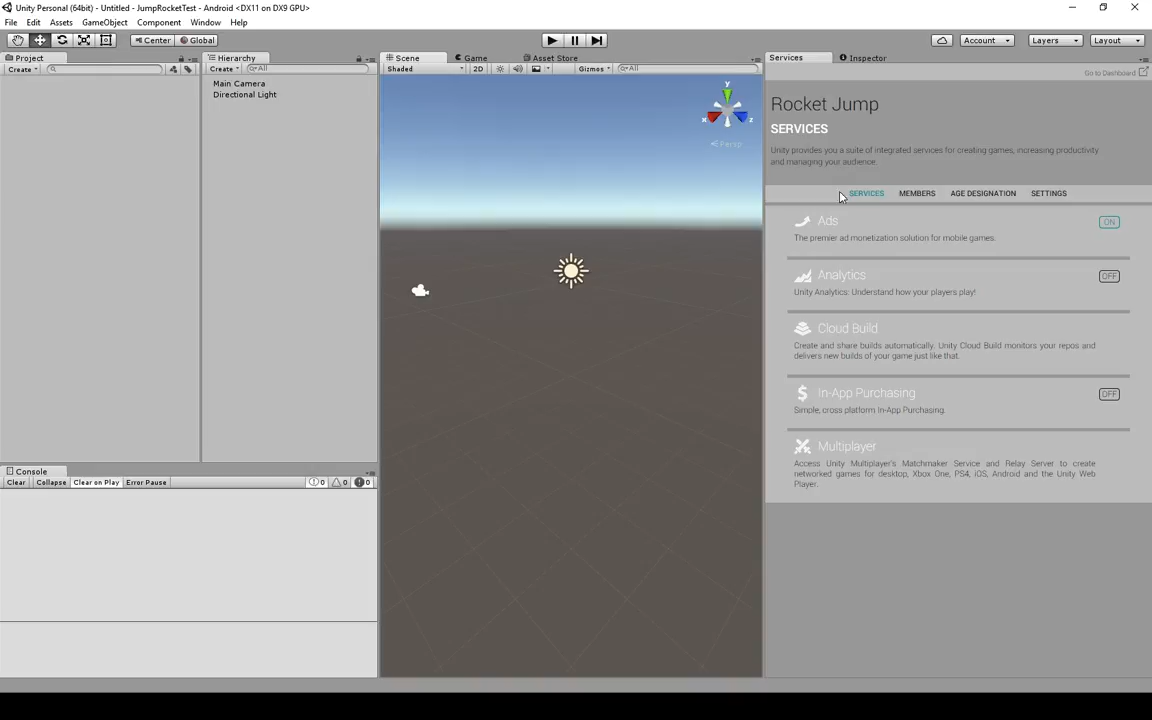 Unity Personal (64bit) - Untitled - JumpRocketTest - Android <DX11 on DX9 GPU>
File Edit Assets GameObject Component Window Help
Center Global Account Layers Layout
Project Hierarchy Scene Game Asset Store Services Inspector
Create Create All Shaded 2D Gizmos All Go to Dashboard
Main Camera
Directional Light
y
x z
Persp
Rocket Jump
SERVICES
Unity provides you a suite of integrated services for creating games, increasing productivity
and managing your audience.
SERVICES MEMBERS AGE DESIGNATION SETTINGS
Ads ON
The premier ad monetization solution for mobile games.
Analytics OFF
Unity Analytics: Understand how your players play!
Cloud Build
Create and share builds automatically. Unity Cloud Build monitors your repos and
delivers new builds of your game just like that.
In-App Purchasing OFF
Simple, cross platform In-App Purchasing.
Multiplayer
Access Unity Multiplayer's Matchmaker Service and Relay Server to create
networked games for desktop, Xbox One, PS4, iOS, Android and the Unity Web
Player.
Console
Clear Collapse Clear on Play Error Pause 0 0 0